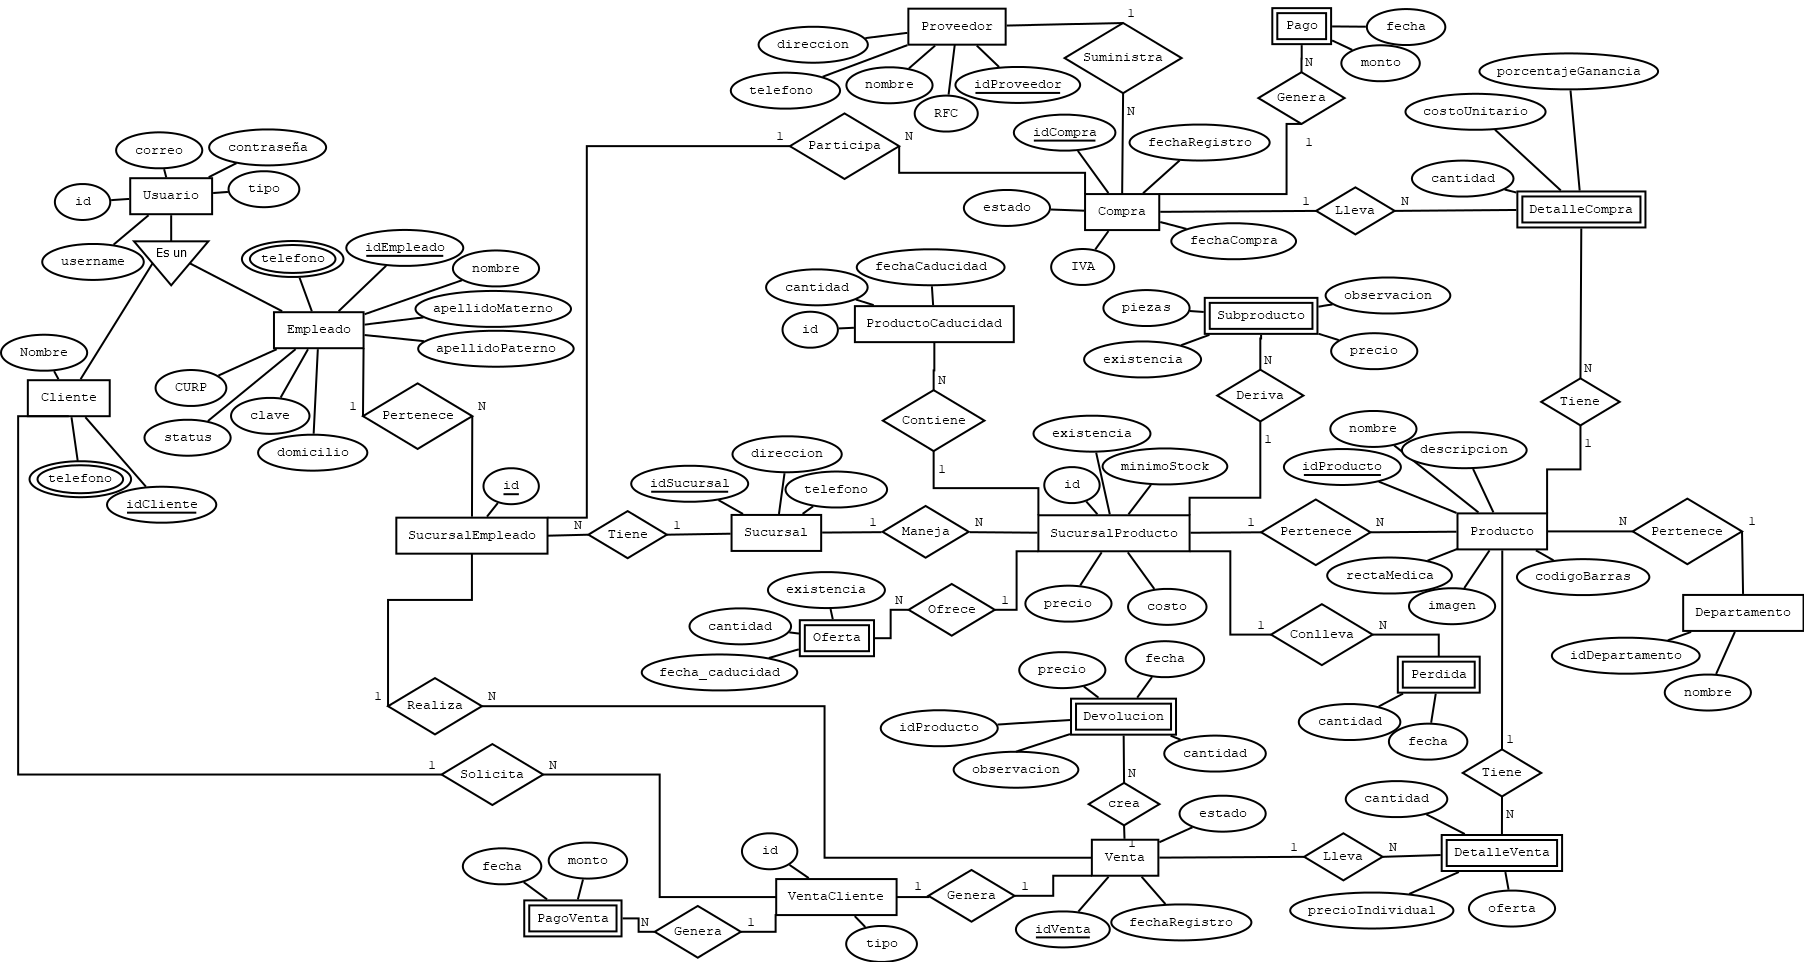 Proveedor
1
Pago
fecha
direccion
Suministra
monto
nombre
idProveedor
telefono
RFC
N
N
Genera
porcentajeGanancia
costoUnitario
correo
contraseña
1
Participa
N
idCompra
fechaRegistro
1
Usuario
tipo
id
cantidad
estado
Compra
1
Lleva
N
DetalleCompra
username
Es un
telefono
idEmpleado
nombre
fechaCompra
IVA
fechaCaducidad
cantidad
apellidoMaterno
Empleado
apellidoPaterno
id
ProductoCaducidad
piezas
Subproducto
observacion
existencia
precio
Nombre
Cliente
CURP
clave
status
domicilio
1
Pertenece
N
N
Contiene
1
N
Deriva
1
N
Tiene
1
telefono
idCliente
id
direccion
idSucursal
telefono
existencia
minimoStock
id
nombre
descripcion
idProducto
SucursalEmpleado
N
Tiene
1
Sucursal
1
Maneja
N
SucursalProducto
1
Pertenece
N
Producto
N
Pertenece
1
rectaMedica
codigoBarras
imagen
Departamento
idDepartamento
nombre
existencia
cantidad
Oferta
fecha_caducidad
N
Ofrece
1
precio
costo
1
Conlleva
N
Perdida
cantidad
fecha
1
Realiza
N
precio
fecha
idProducto
Devolucion
observacion
cantidad
1
Solicita
N
N
crea
1
1
Tiene
N
cantidad
estado
id
fecha
monto
Venta
1
Lleva
N
DetalleVenta
VentaCliente
1
Genera
1
PagoVenta
N
Genera
1
tipo
idVenta
fechaRegistro
precioIndividual
oferta